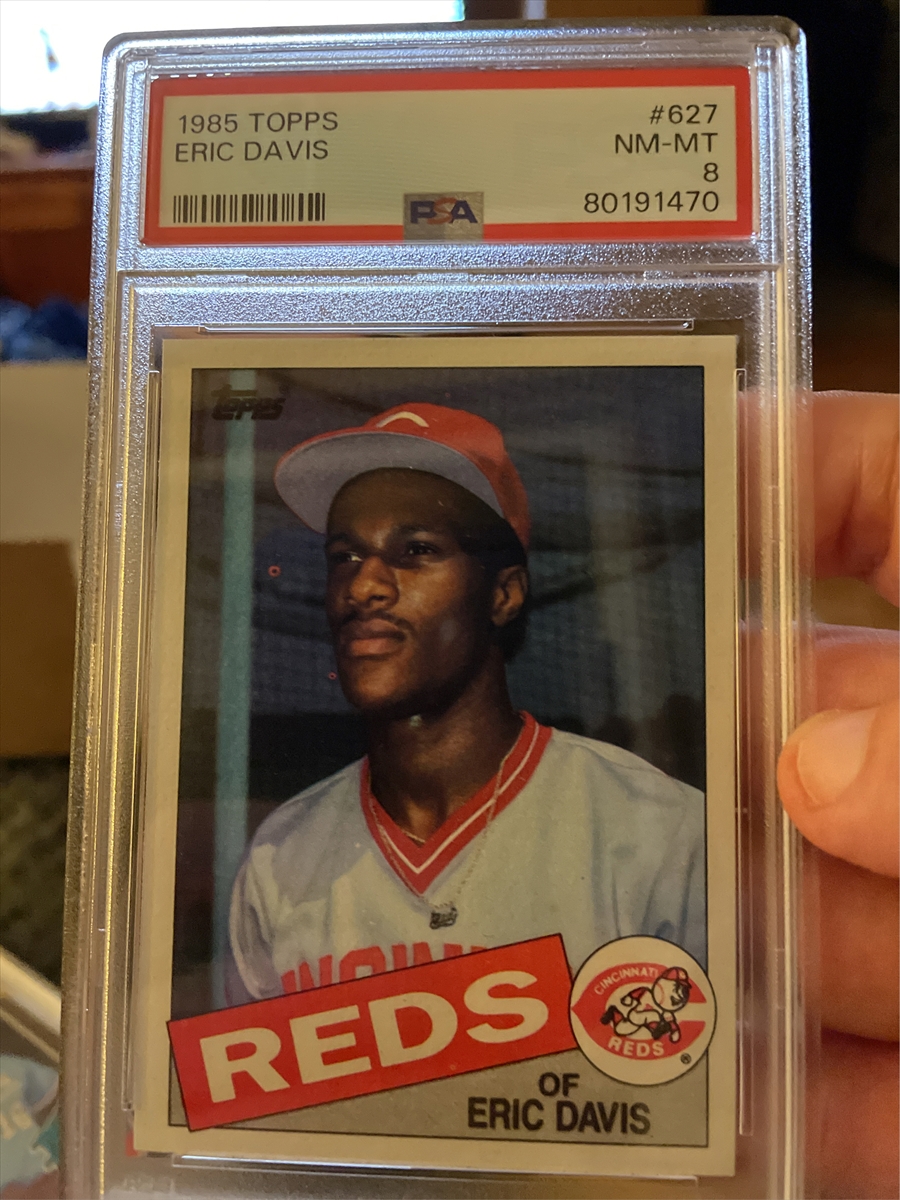 1985 TOPPS #627
ERIC DAVIS NM-MT
8
PSA 80191470
Topps
REDS
CINCINNATI
REDS
®
OF
ERIC DAVIS